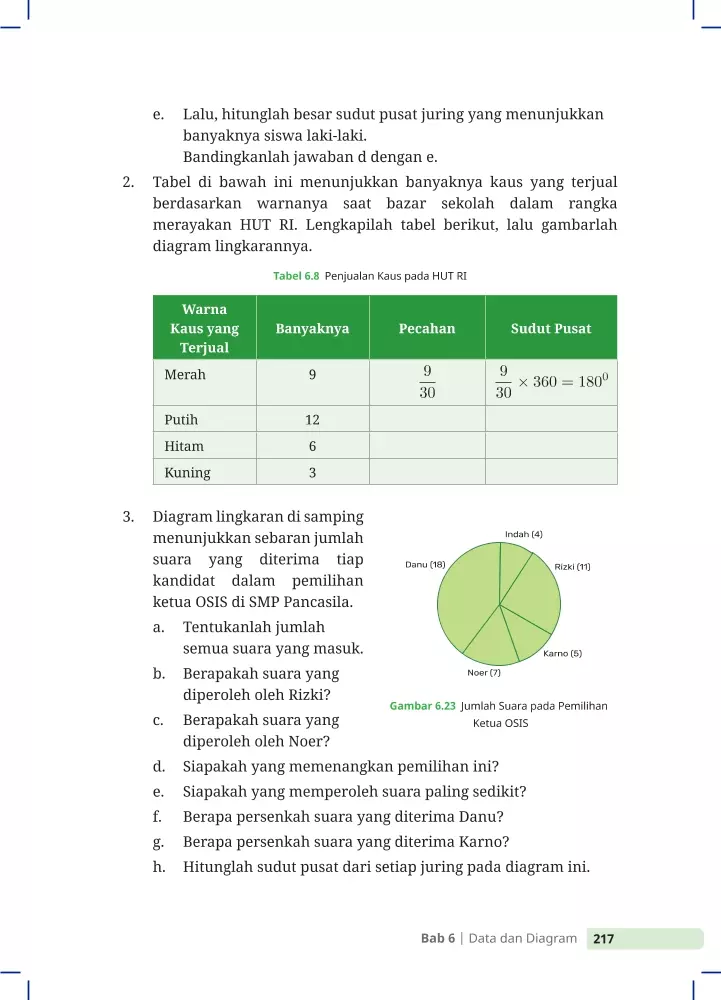 e. Lalu, hitunglah besar sudut pusat juring yang menunjukkan
banyaknya siswa laki-laki.
Bandingkanlah jawaban d dengan e.
2. Tabel di bawah ini menunjukkan banyaknya kaus yang terjual
berdasarkan warnanya saat bazar sekolah dalam rangka
merayakan HUT RI. Lengkapilah tabel berikut, lalu gambarlah
diagram lingkarannya.
Tabel 6.8 Penjualan Kaus pada HUT RI
Warna
Kaus yang
Terjual
Banyaknya
Pecahan
Sudut Pusat
Merah 9 9/30 9/30 × 360 = 180⁰
Putih 12
Hitam 6
Kuning 3
3. Diagram lingkaran di samping
menunjukkan sebaran jumlah
suara yang diterima tiap
kandidat dalam pemilihan
ketua OSIS di SMP Pancasila.
a. Tentukanlah jumlah
semua suara yang masuk.
b. Berapakah suara yang
diperoleh oleh Rizki?
c. Berapakah suara yang
diperoleh oleh Noer?
Indah (4)
Danu (18)
Rizki (11)
Karno (5)
Noer (7)
Gambar 6.23 Jumlah Suara pada Pemilihan
Ketua OSIS
d. Siapakah yang memenangkan pemilihan ini?
e. Siapakah yang memperoleh suara paling sedikit?
f. Berapa persenkah suara yang diterima Danu?
g. Berapa persenkah suara yang diterima Karno?
h. Hitunglah sudut pusat dari setiap juring pada diagram ini.
Bab 6 | Data dan Diagram 217